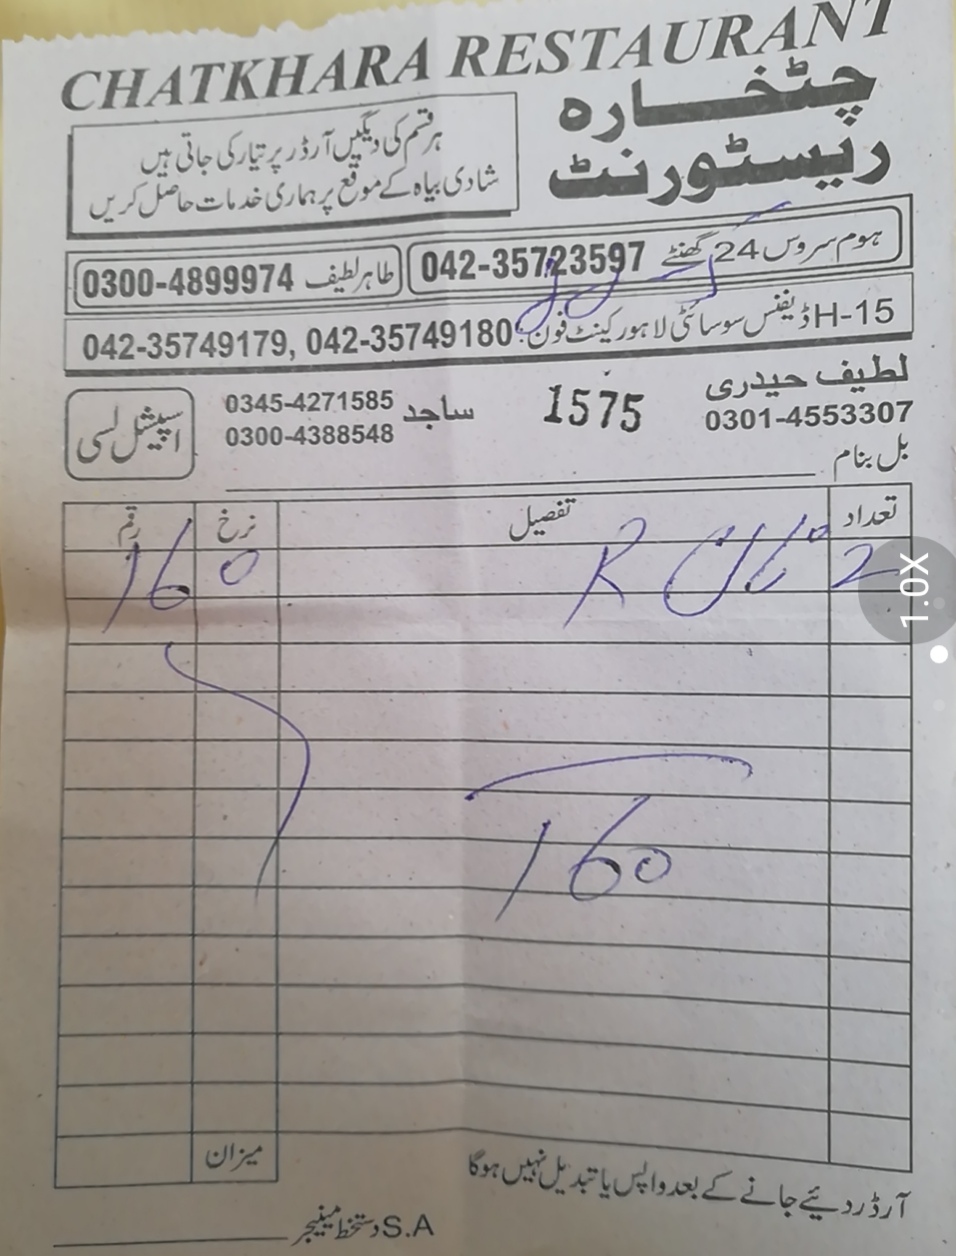 CHATKHARA RESTAURANT
چٹخارہ
ریسٹورنٹ
ہر قسم کی دیگیں آرڈر پر تیار کی جاتی ہیں
شادی بیاہ کے موقع پر ہماری خدمات حاصل کریں
ہوم سروس 24 گھنٹے 042-35723597
طاہر لطیف 0300-4899974
H-15 ڈیفنس سوسائٹی لاہور کینٹ فون: 042-35749179, 042-35749180
لطیف حیدری
0301-4553307
1575
ساجد 0345-4271585
0300-4388548
اسپیشل لسی
بل بنام
تعداد تفصیل نرخ رقم
2 R 160
160
میزان
آرڈر دیئے جانے کے بعد واپس یا تبدیل نہیں ہوگا
S.A دستخط مینیجر
1.0X